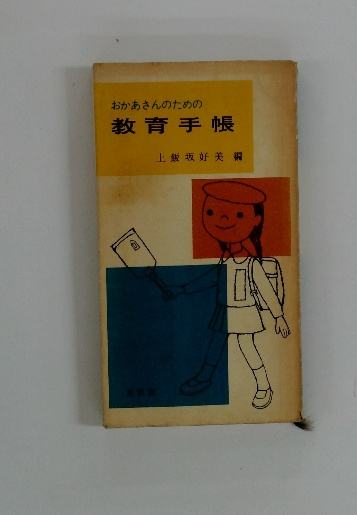 おかあさんのための
教育手帳
上飯坂好美 編